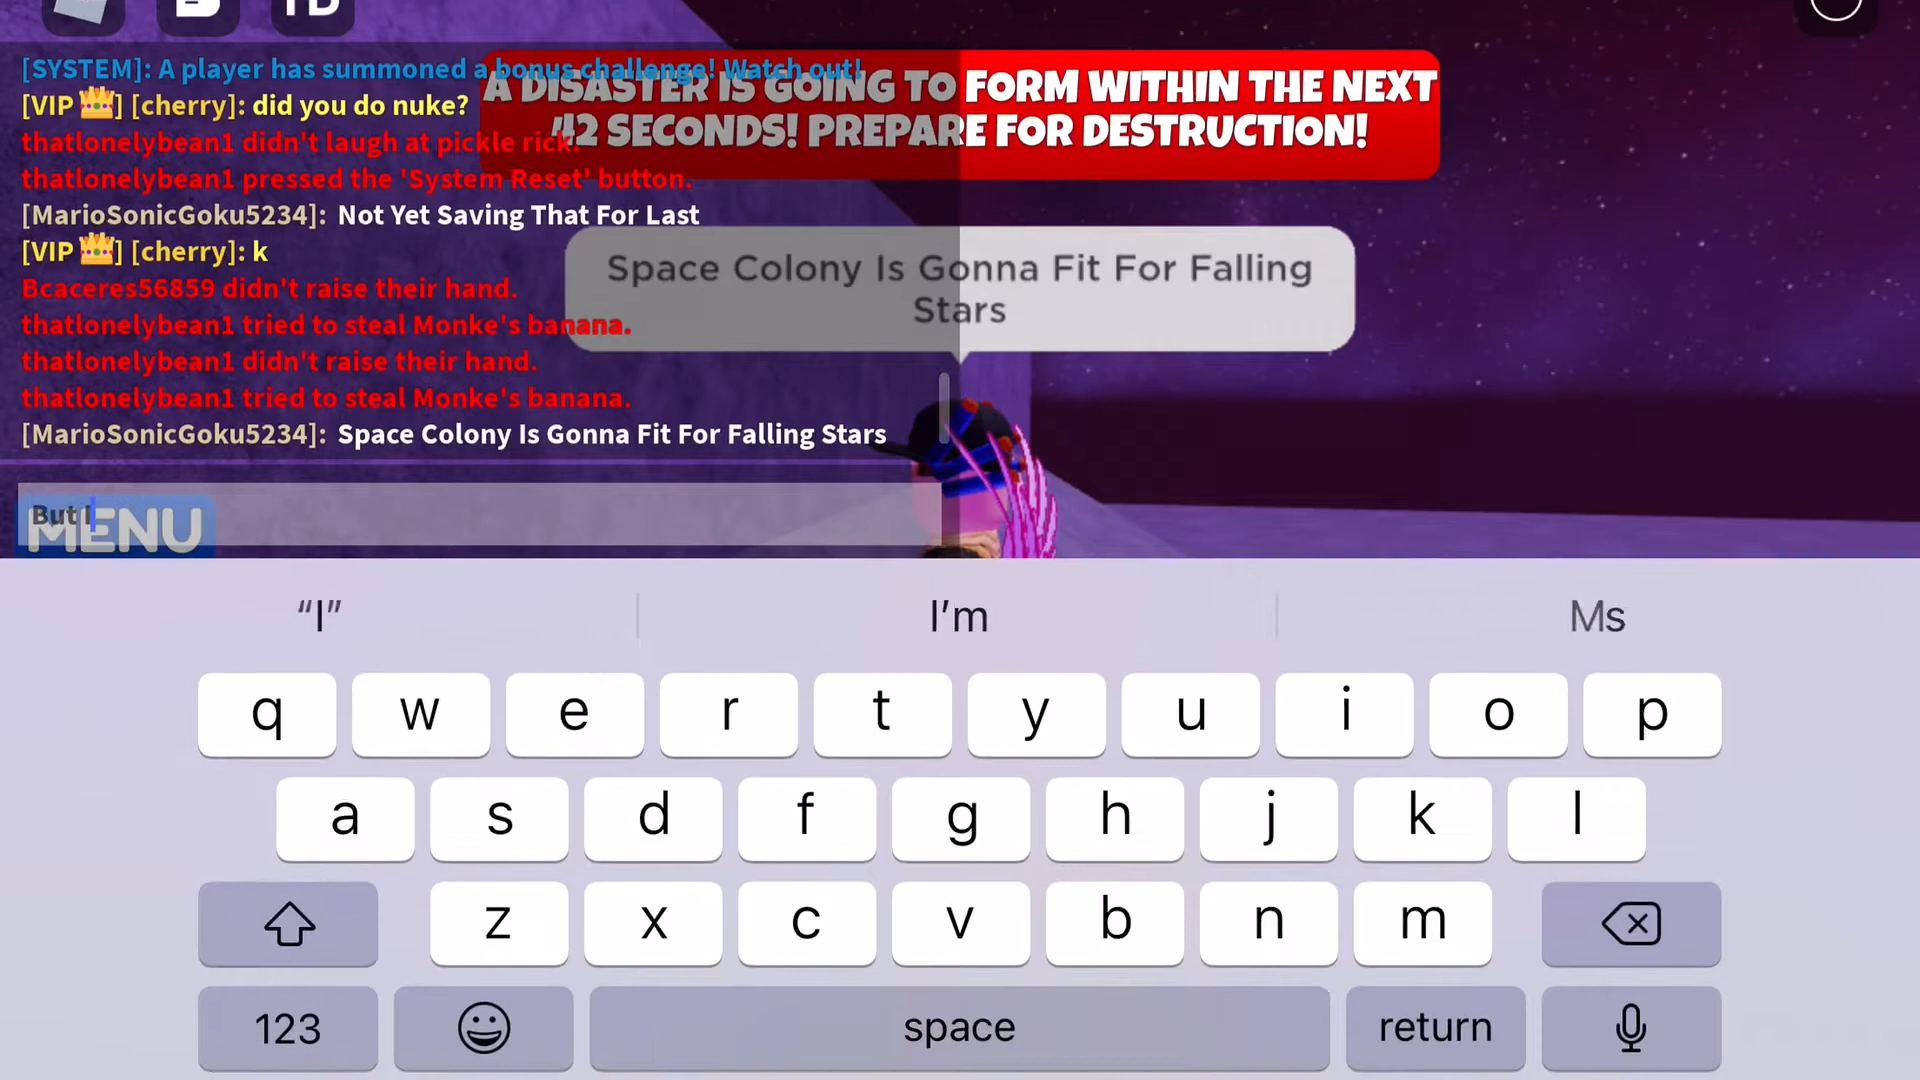 [SYSTEM]: A player has summoned a bonus challenge! Watch out!
A DISASTER IS GOING TO FORM WITHIN THE NEXT
42 SECONDS! PREPARE FOR DESTRUCTION!
[VIP 👑] [cherry]: did you do nuke?
thatlonelybean1 didn't laugh at pickle rick.
thatlonelybean1 pressed the 'System Reset' button.
[MarioSonicGoku5234]: Not Yet Saving That For Last
[VIP 👑] [cherry]: k
Bcaceres56859 didn't raise their hand.
thatlonelybean1 tried to steal Monke's banana.
thatlonelybean1 didn't raise their hand.
thatlonelybean1 tried to steal Monke's banana.
[MarioSonicGoku5234]: Space Colony Is Gonna Fit For Falling Stars
Space Colony Is Gonna Fit For Falling
Stars
But I
MENU
“I” I’m Ms
q w e r t y u i o p
a s d f g h j k l
z x c v b n m
123 space return